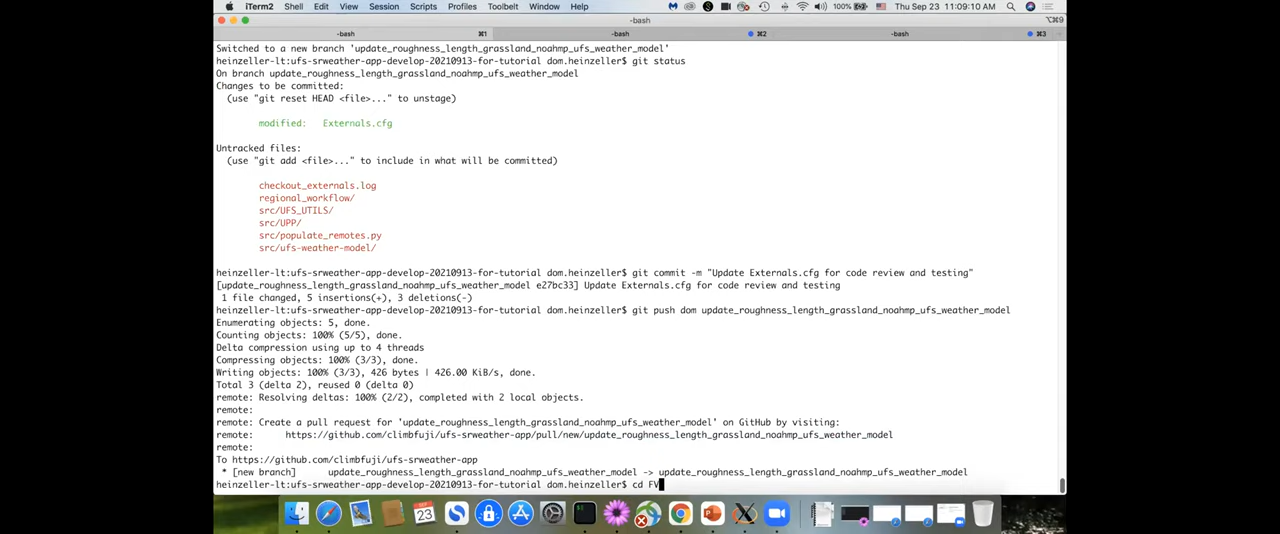 iTerm2 Shell Edit View Session Scripts Profiles Toolbelt Window Help 100% Thu Sep 23 11:09:10 AM
-bash ⌥⌘9
-bash ⌘1 -bash ⌘2 -bash ⌘3
Switched to a new branch 'update_roughness_length_grassland_noahmp_ufs_weather_model'
heinzeller-lt:ufs-srweather-app-develop-20210913-for-tutorial dom.heinzeller$ git status
On branch update_roughness_length_grassland_noahmp_ufs_weather_model
Changes to be committed:
(use "git reset HEAD <file>..." to unstage)
modified: Externals.cfg
Untracked files:
(use "git add <file>..." to include in what will be committed)
checkout_externals.log
regional_workflow/
src/UFS_UTILS/
src/UPP/
src/populate_remotes.py
src/ufs-weather-model/
heinzeller-lt:ufs-srweather-app-develop-20210913-for-tutorial dom.heinzeller$ git commit -m "Update Externals.cfg for code review and testing"
[update_roughness_length_grassland_noahmp_ufs_weather_model e27bc33] Update Externals.cfg for code review and testing
1 file changed, 5 insertions(+), 3 deletions(-)
heinzeller-lt:ufs-srweather-app-develop-20210913-for-tutorial dom.heinzeller$ git push dom update_roughness_length_grassland_noahmp_ufs_weather_model
Enumerating objects: 5, done.
Counting objects: 100% (5/5), done.
Delta compression using up to 4 threads
Compressing objects: 100% (3/3), done.
Writing objects: 100% (3/3), 426 bytes | 426.00 KiB/s, done.
Total 3 (delta 2), reused 0 (delta 0)
remote: Resolving deltas: 100% (2/2), completed with 2 local objects.
remote:
remote: Create a pull request for 'update_roughness_length_grassland_noahmp_ufs_weather_model' on GitHub by visiting:
remote: https://github.com/climbfuji/ufs-srweather-app/pull/new/update_roughness_length_grassland_noahmp_ufs_weather_model
remote:
To https://github.com/climbfuji/ufs-srweather-app
* [new branch] update_roughness_length_grassland_noahmp_ufs_weather_model -> update_roughness_length_grassland_noahmp_ufs_weather_model
heinzeller-lt:ufs-srweather-app-develop-20210913-for-tutorial dom.heinzeller$ cd FV
23